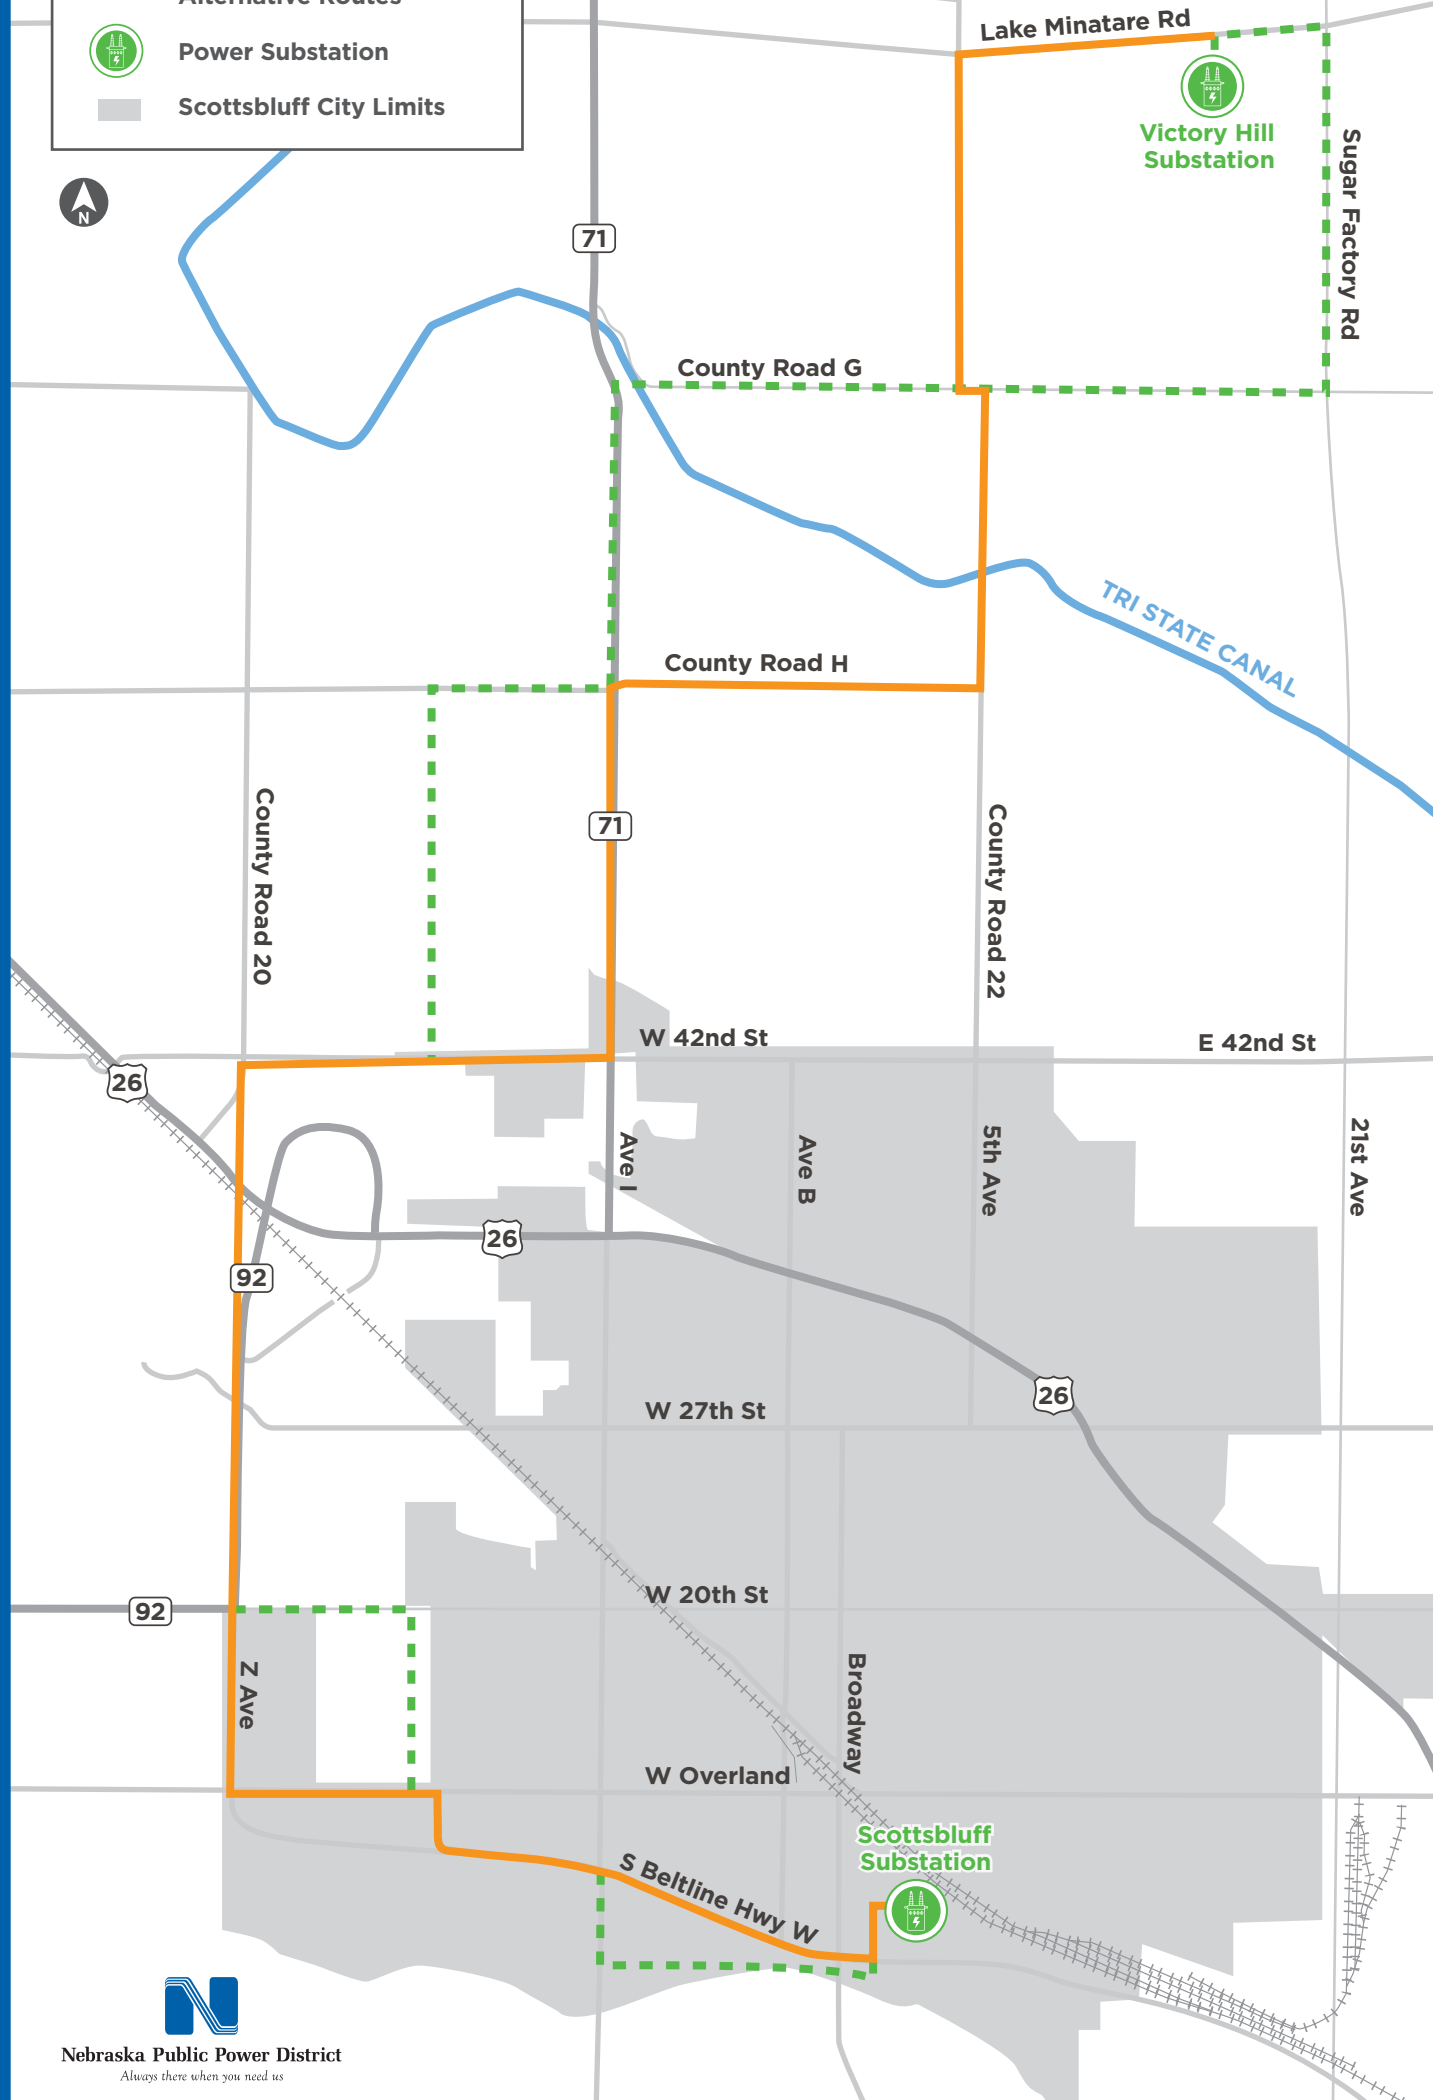 Alternative Routes
Power Substation
Scottsbluff City Limits
N
Lake Minatare Rd
Victory Hill
Substation
Sugar Factory Rd
71
County Road G
TRI STATE CANAL
County Road H
71
County Road 20
County Road 22
W 42nd St
E 42nd St
26
Ave I
Ave B
5th Ave
21st Ave
26
92
26
W 27th St
W 20th St
92
Z Ave
Broadway
W Overland
Scottsbluff
Substation
S Beltline Hwy W
Nebraska Public Power District
Always there when you need us